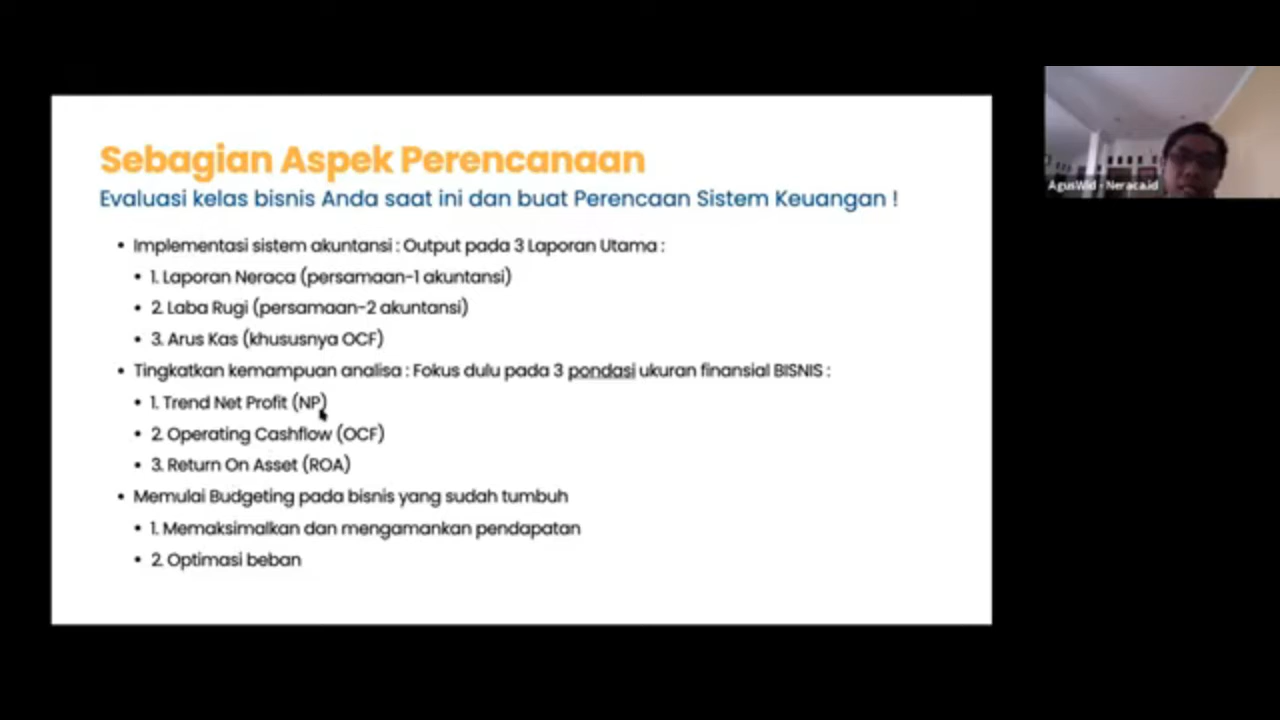 Sebagian Aspek Perencanaan
Evaluasi kelas bisnis Anda saat ini dan buat Perencaan Sistem Keuangan !
• Implementasi sistem akuntansi : Output pada 3 Laporan Utama :
• 1. Laporan Neraca (persamaan-1 akuntansi)
• 2. Laba Rugi (persamaan-2 akuntansi)
• 3. Arus Kas (khususnya OCF)
• Tingkatkan kemampuan analisa : Fokus dulu pada 3 pondasi ukuran finansial BISNIS :
• 1. Trend Net Profit (NP)
• 2. Operating Cashflow (OCF)
• 3. Return On Asset (ROA)
• Memulai Budgeting pada bisnis yang sudah tumbuh
• 1. Memaksimalkan dan mengamankan pendapatan
• 2. Optimasi beban
AgusWid - Neraca.id